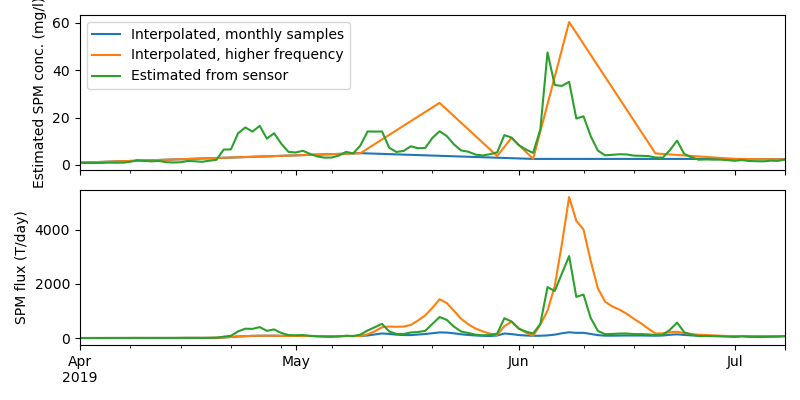 Estimated SPM conc. (mg/l)
60
40
20
0
Interpolated, monthly samples
Interpolated, higher frequency
Estimated from sensor
SPM flux (T/day)
4000
2000
0
Apr
2019
May
Jun
Jul